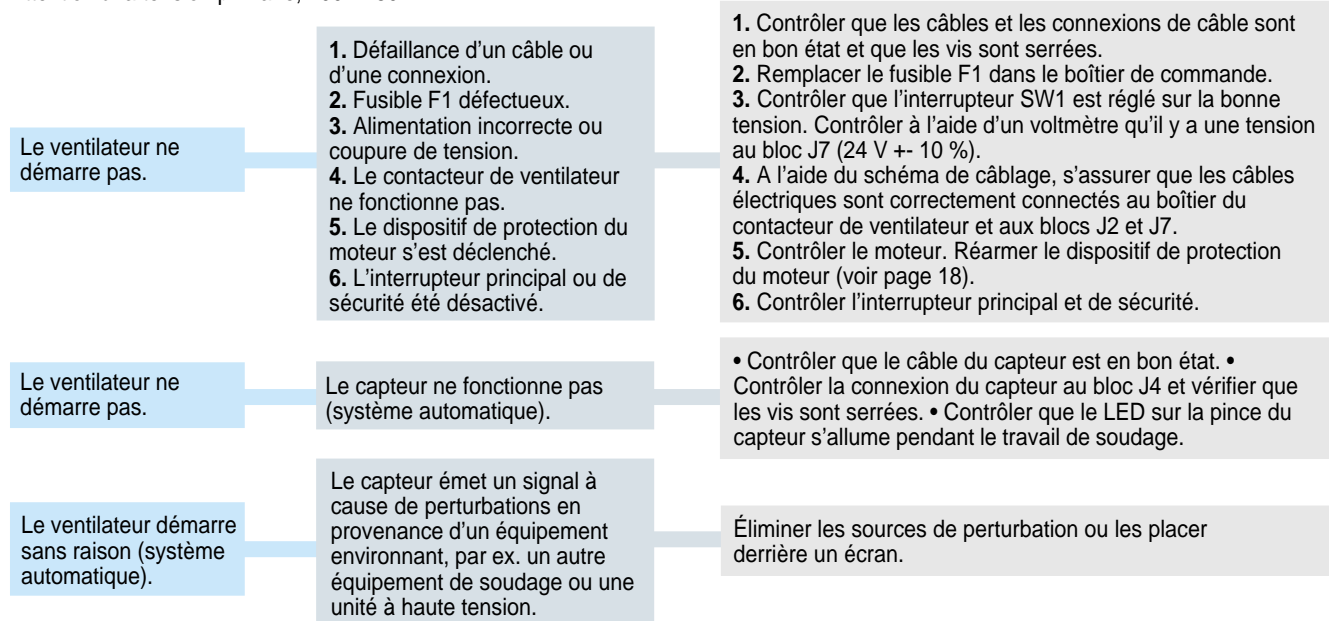 Le ventilateur ne
démarre pas.
1. Défaillance d'un câble ou
d'une connexion.
2. Fusible F1 défectueux.
3. Alimentation incorrecte ou
coupure de tension.
4. Le contacteur de ventilateur
ne fonctionne pas.
5. Le dispositif de protection du
moteur s'est déclenché.
6. L'interrupteur principal ou de
sécurité été désactivé.
1. Contrôler que les câbles et les connexions de câble sont
en bon état et que les vis sont serrées.
2. Remplacer le fusible F1 dans le boîtier de commande.
3. Contrôler que l'interrupteur SW1 est réglé sur la bonne
tension. Contrôler à l'aide d'un voltmètre qu'il y a une tension
au bloc J7 (24 V +- 10 %).
4. A l'aide du schéma de câblage, s'assurer que les câbles
électriques sont correctement connectés au boîtier du
contacteur de ventilateur et aux blocs J2 et J7.
5. Contrôler le moteur. Réarmer le dispositif de protection
du moteur (voir page 18).
6. Contrôler l'interrupteur principal et de sécurité.
Le ventilateur ne
démarre pas.
Le capteur ne fonctionne pas
(système automatique).
• Contrôler que le câble du capteur est en bon état. •
Contrôler la connexion du capteur au bloc J4 et vérifier que
les vis sont serrées. • Contrôler que le LED sur la pince du
capteur s'allume pendant le travail de soudage.
Le ventilateur démarre
sans raison (système
automatique).
Le capteur émet un signal à
cause de perturbations en
provenance d'un équipement
environnant, par ex. un autre
équipement de soudage ou une
unité à haute tension.
Éliminer les sources de perturbation ou les placer
derrière un écran.